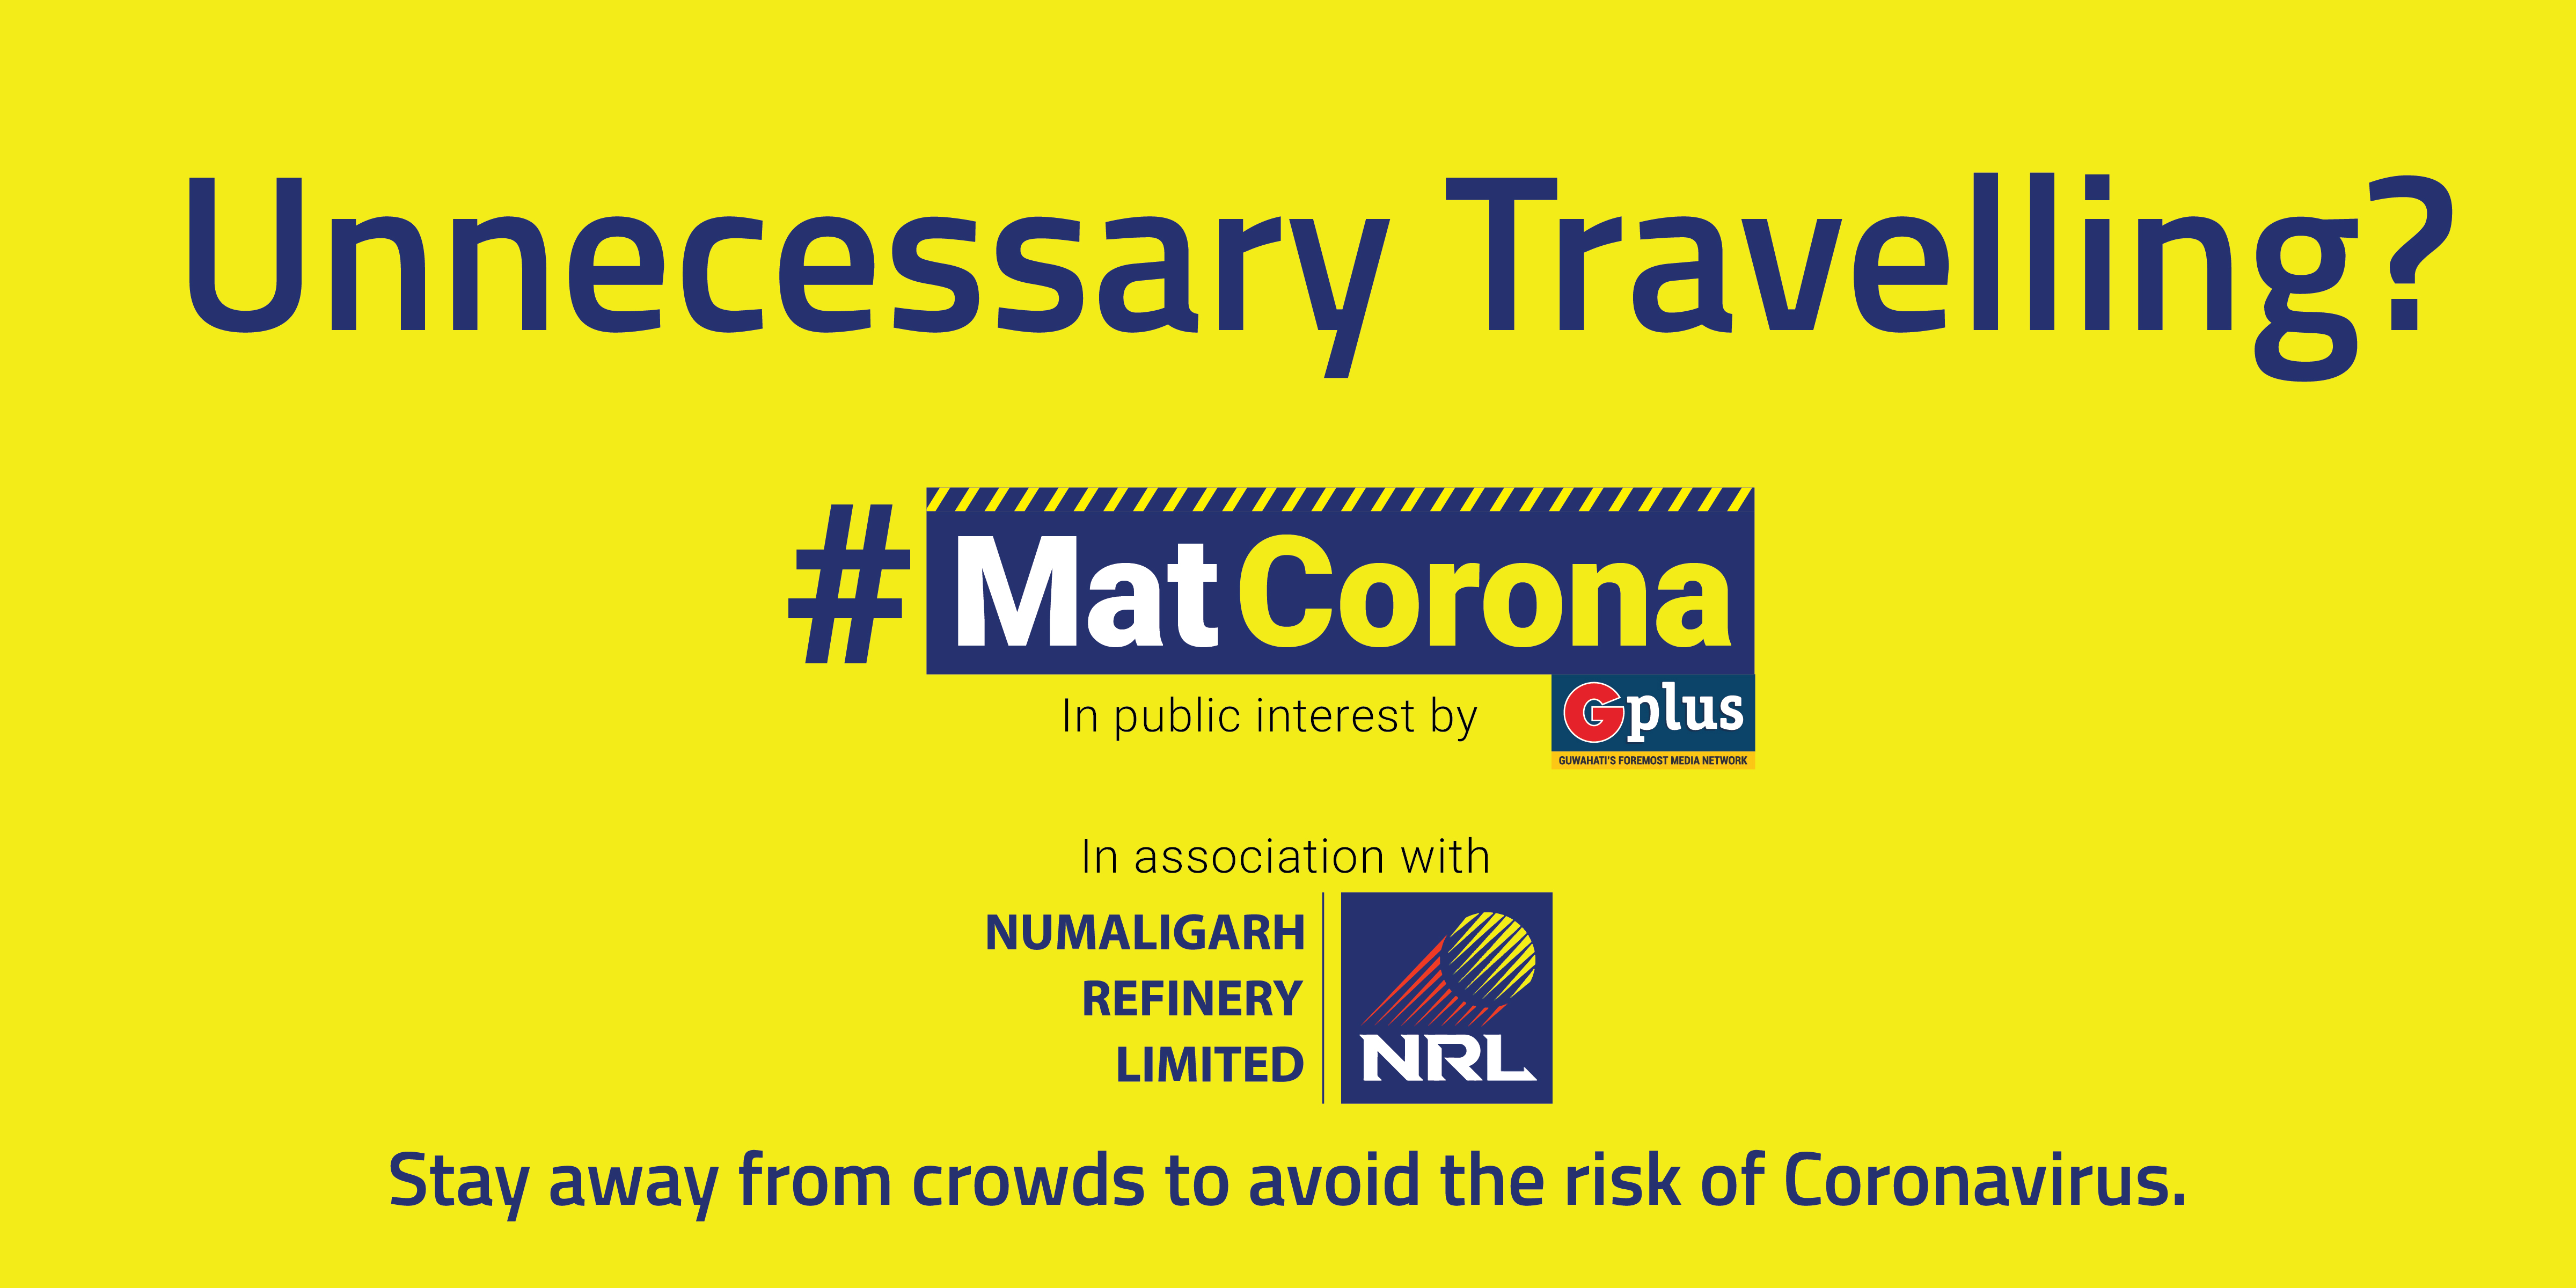 Unnecessary Travelling?
#MatCorona
In public interest by
Gplus
GUWAHATI'S FOREMOST MEDIA NETWORK
In association with
NUMALIGARH
REFINERY
LIMITED
NRL
Stay away from crowds to avoid the risk of Coronavirus.